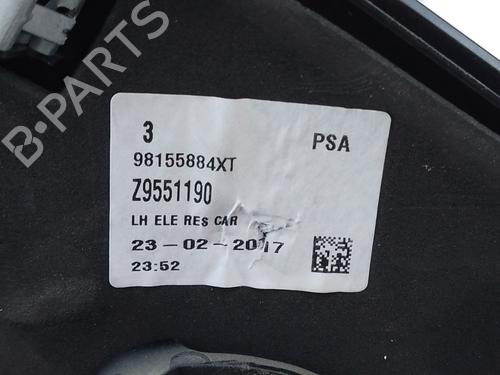 3 PSA
98155884XT
Z9551190
LH ELE RES CAR
23-02-2017
23:52
B-PARTS